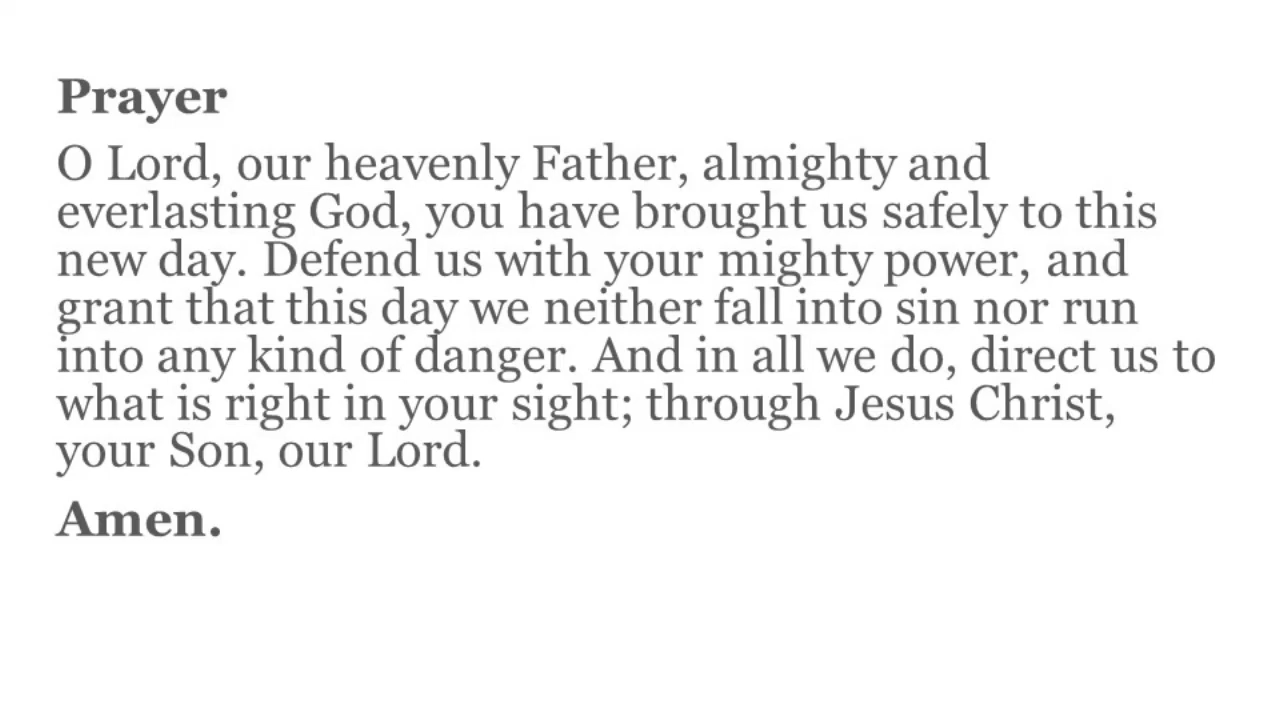 Prayer
O Lord, our heavenly Father, almighty and
everlasting God, you have brought us safely to this
new day. Defend us with your mighty power, and
grant that this day we neither fall into sin nor run
into any kind of danger. And in all we do, direct us to
what is right in your sight; through Jesus Christ,
your Son, our Lord.
Amen.